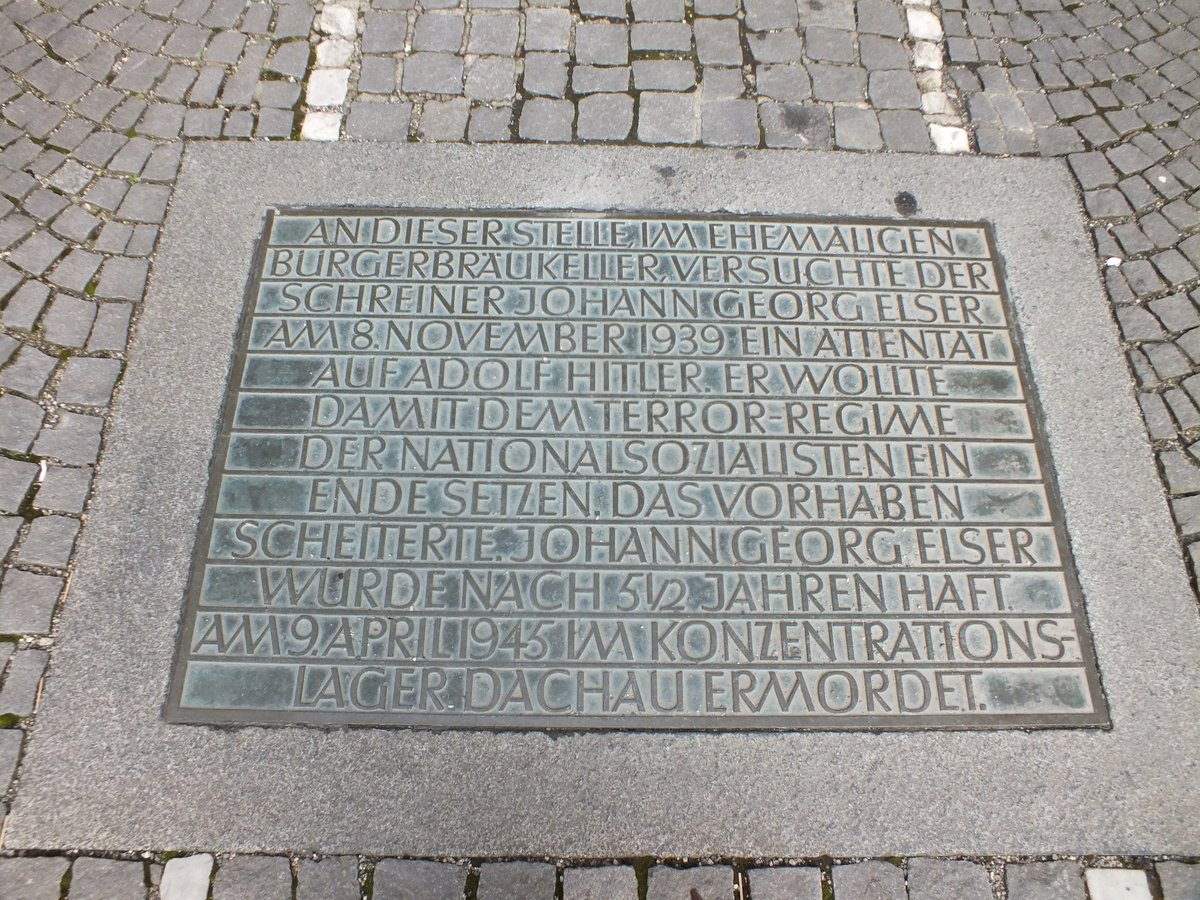 AN DIESER STELLE, IM EHEMALIGEN
BÜRGERBRÄUKELLER, VERSUCHTE DER
SCHREINER JOHANN GEORG ELSER
AM 8. NOVEMBER 1939 EIN ATTENTAT
AUF ADOLF HITLER. ER WOLLTE
DAMIT DEM TERROR-REGIME
DER NATIONALSOZIALISTEN EIN
ENDE SETZEN. DAS VORHABEN
SCHEITERTE. JOHANN GEORG ELSER
WURDE NACH 5 1/2 JAHREN HAFT
AM 9. APRIL 1945 IM KONZENTRATIONS-
LAGER DACHAU ERMORDET.